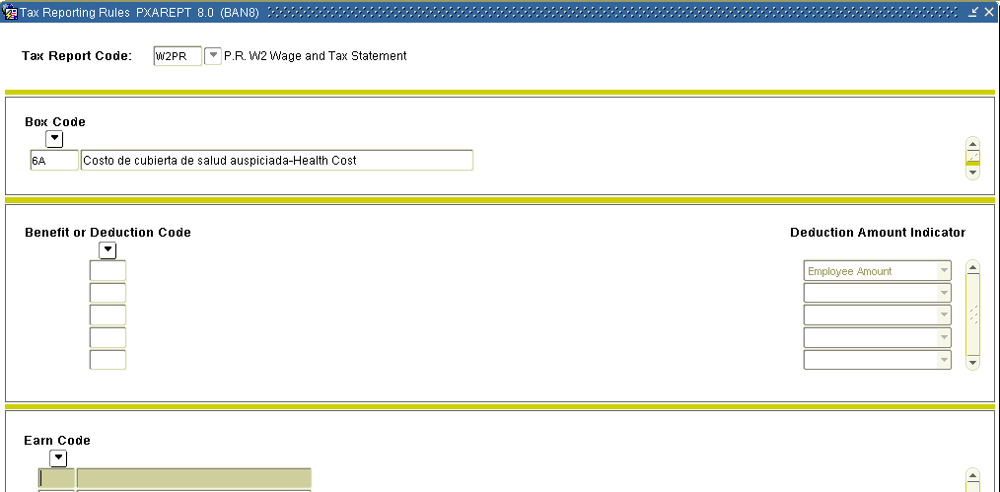 Tax Reporting Rules PXAREPT 8.0 (BAN8)
Tax Report Code: W2PR P.R. W2 Wage and Tax Statement
Box Code
6A Costo de cubierta de salud auspiciada-Health Cost
Benefit or Deduction Code Deduction Amount Indicator
Employee Amount
Earn Code